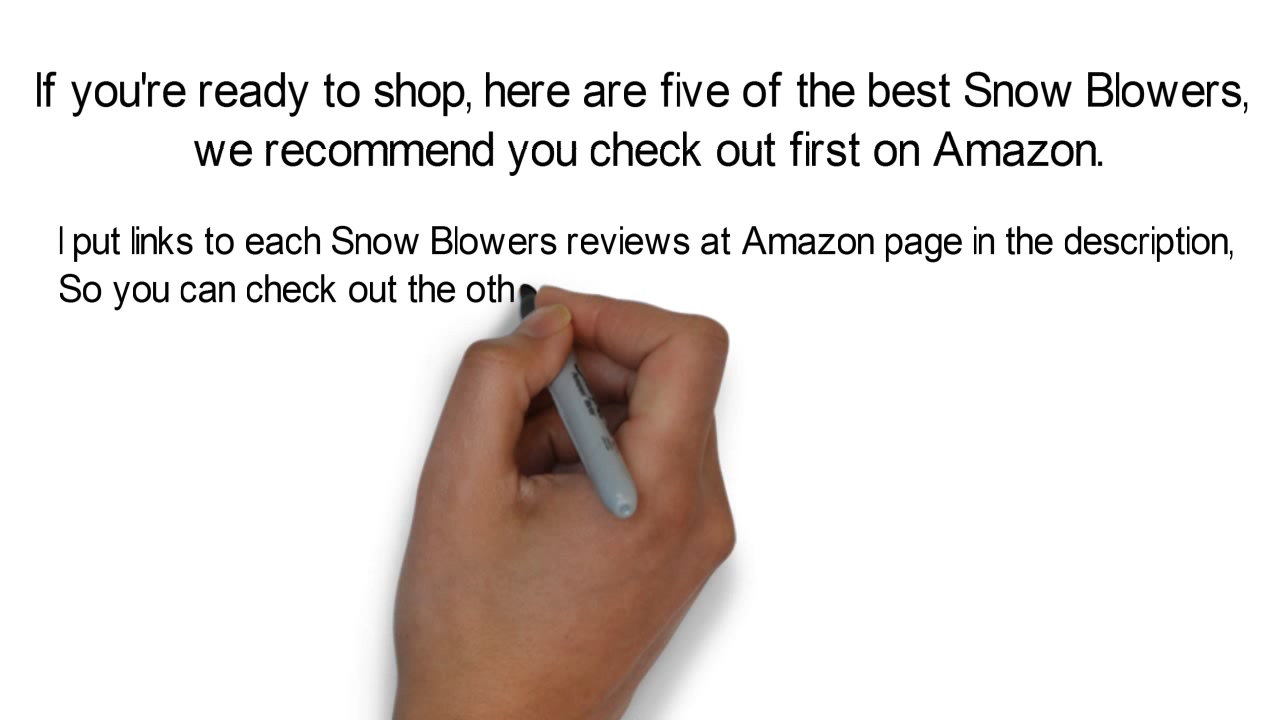 If you're ready to shop, here are five of the best Snow Blowers,
we recommend you check out first on Amazon.
I put links to each Snow Blowers reviews at Amazon page in the description,
So you can check out the oth